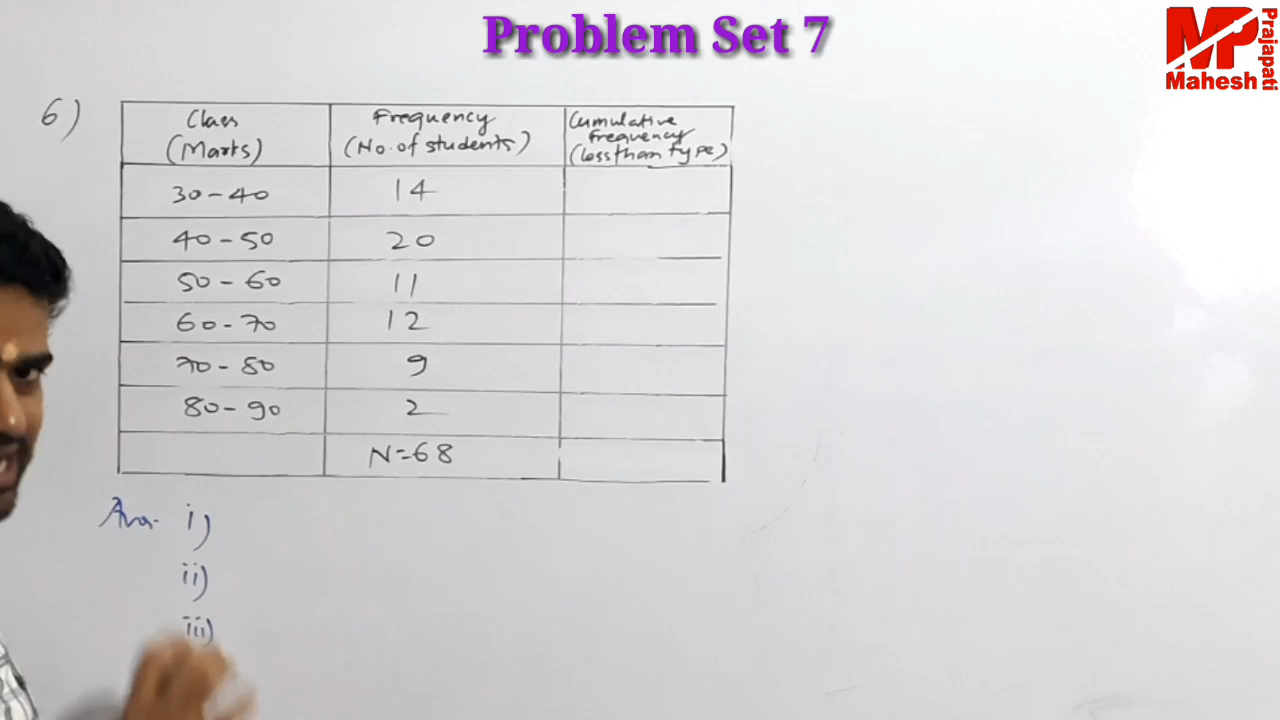 Problem Set 7
MP
Mahesh
Prajapati
6)
Class
(Marks)
Frequency
(No. of students)
Cumulative
frequency
(less than type)
30-40 14
40-50 20
50-60 11
60-70 12
70-80 9
80-90 2
N=68
Ans. i)
ii)
iii)